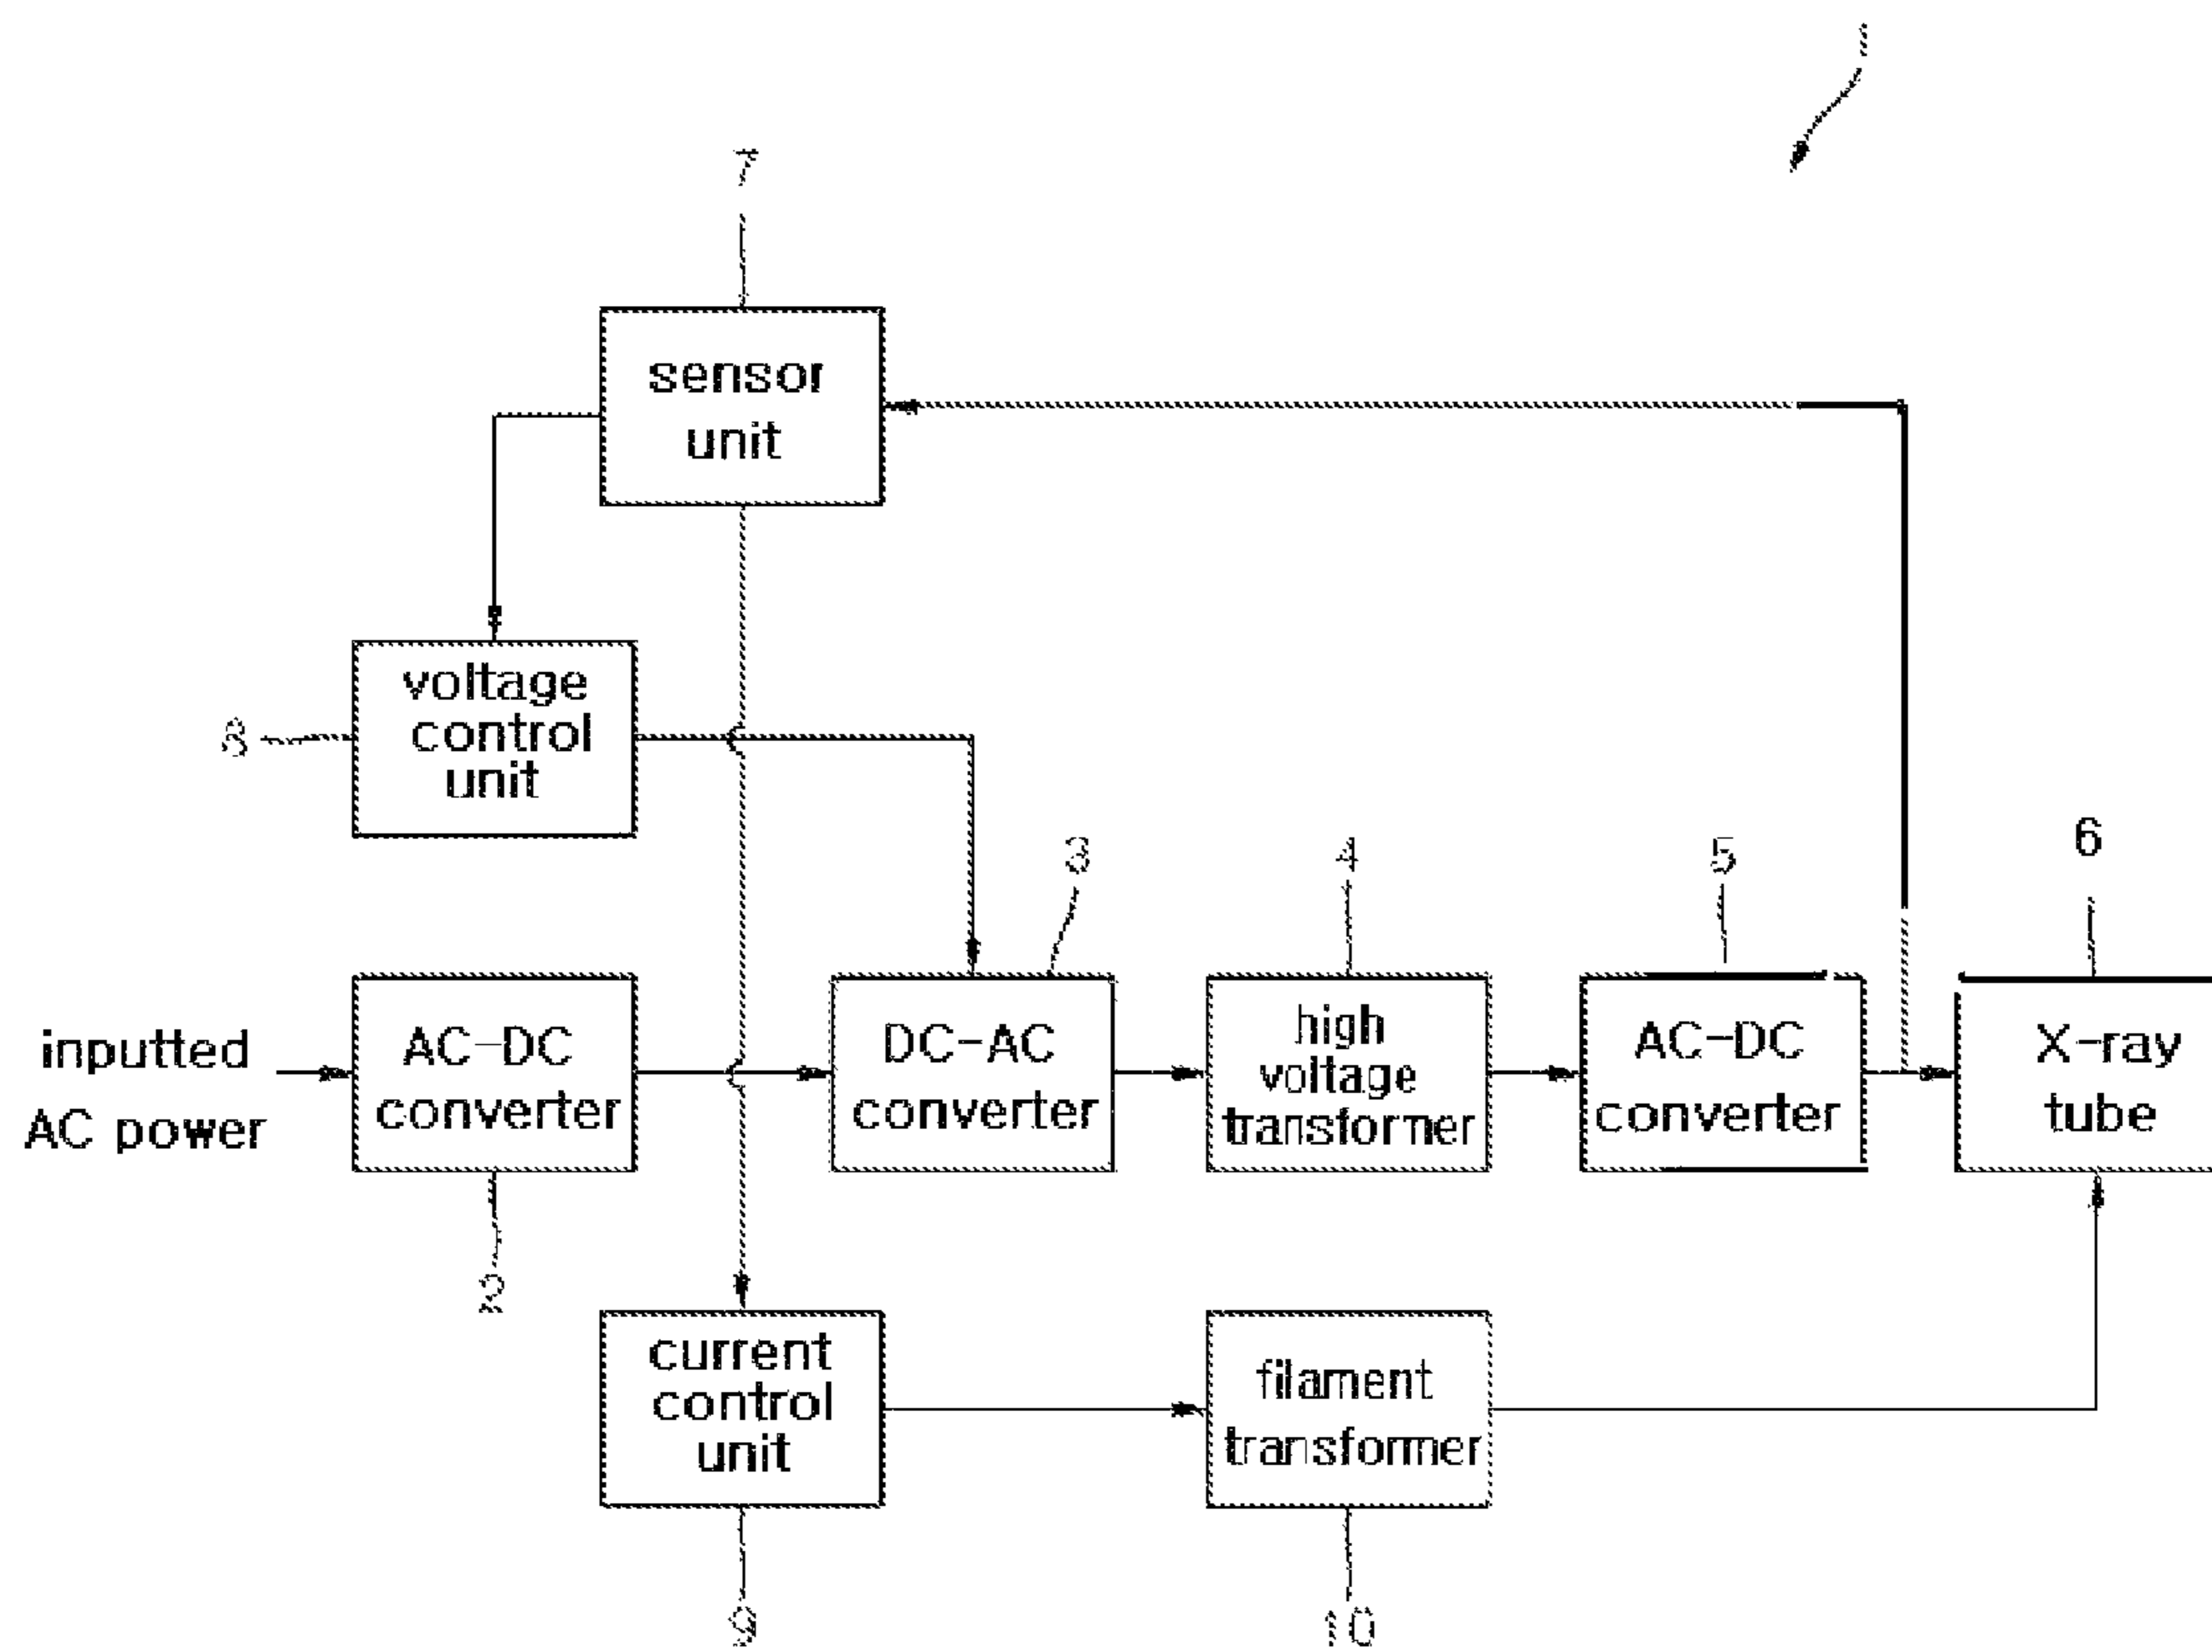 1
7
sensor
unit
voltage
control
unit
8
3
4
5
6
inputted
AC power
AC-DC
converter
DC-AC
converter
high
voltage
transformer
AC-DC
converter
X-ray
tube
2
current
control
unit
filament
transformer
9
10